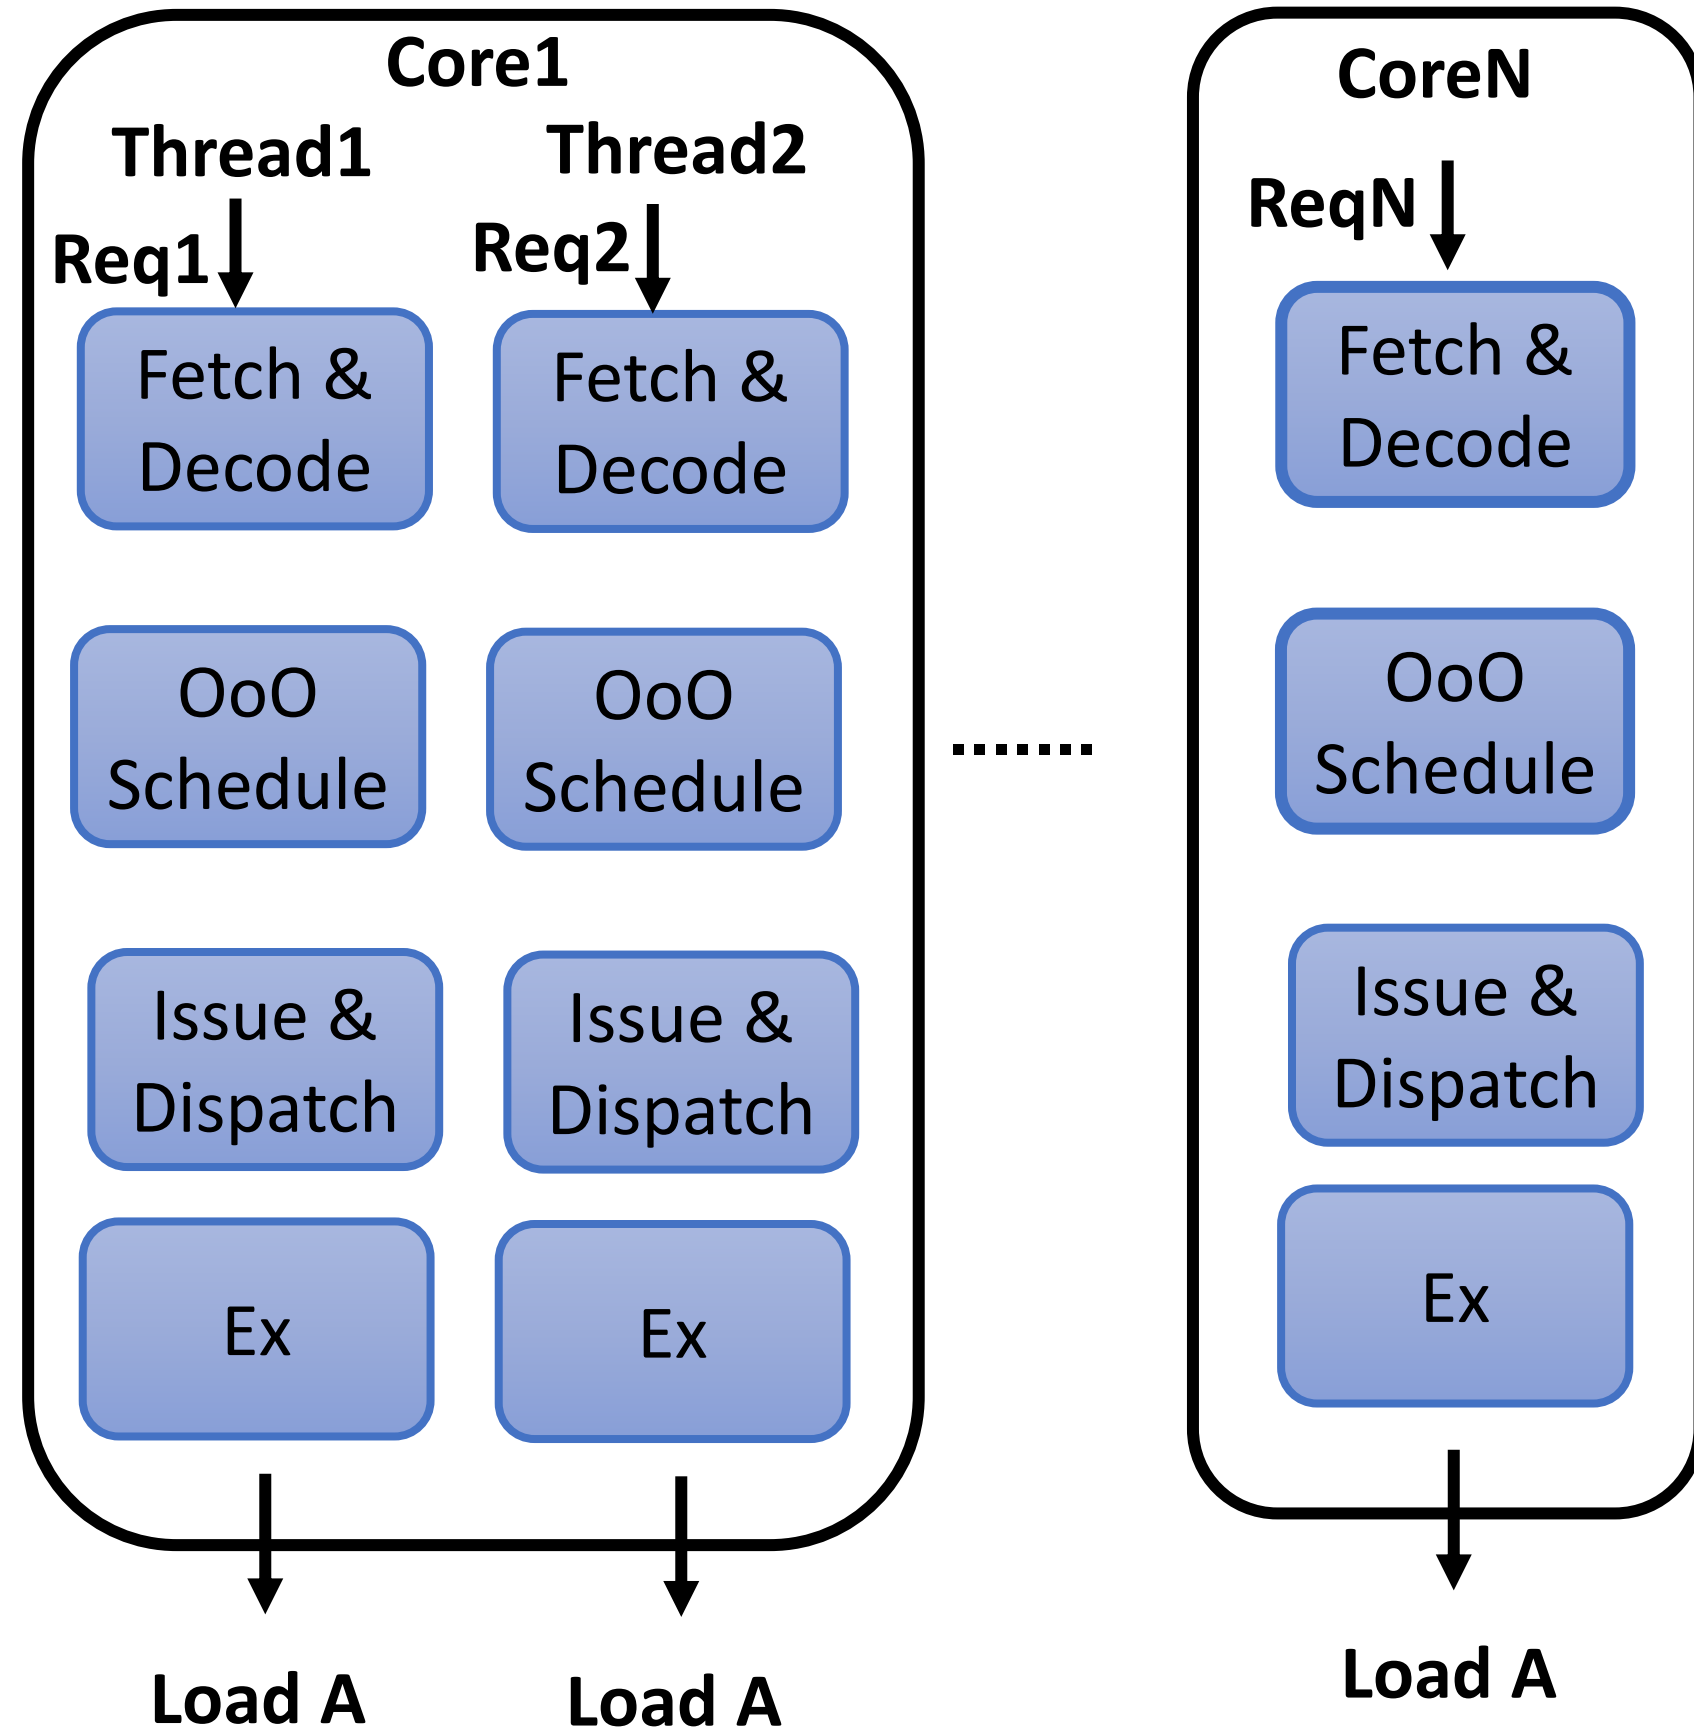 Core1
Thread1
Thread2
Req1
Req2
Fetch &
Decode
Fetch &
Decode
OoO
Schedule
OoO
Schedule
Issue &
Dispatch
Issue &
Dispatch
Ex
Ex
Load A
Load A
CoreN
ReqN
Fetch &
Decode
OoO
Schedule
Issue &
Dispatch
Ex
Load A